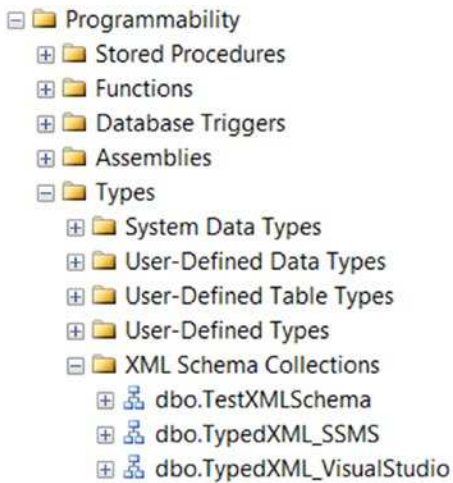 Programmability
Stored Procedures
Functions
Database Triggers
Assemblies
Types
System Data Types
User-Defined Data Types
User-Defined Table Types
User-Defined Types
XML Schema Collections
dbo.TestXMLSchema
dbo.TypedXML_SSMS
dbo.TypedXML_VisualStudio